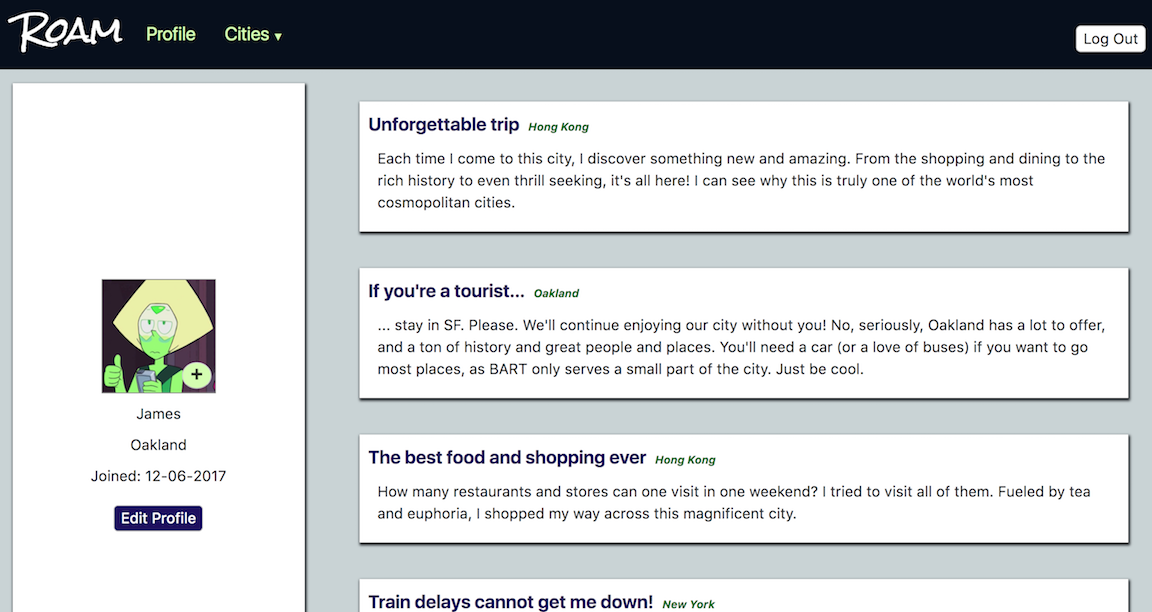 ROAM Profile Cities ▾ Log Out
Unforgettable trip Hong Kong
Each time I come to this city, I discover something new and amazing. From the shopping and dining to the
rich history to even thrill seeking, it's all here! I can see why this is truly one of the world's most
cosmopolitan cities.
If you're a tourist... Oakland
... stay in SF. Please. We'll continue enjoying our city without you! No, seriously, Oakland has a lot to offer,
and a ton of history and great people and places. You'll need a car (or a love of buses) if you want to go
most places, as BART only serves a small part of the city. Just be cool.
The best food and shopping ever Hong Kong
How many restaurants and stores can one visit in one weekend? I tried to visit all of them. Fueled by tea
and euphoria, I shopped my way across this magnificent city.
Train delays cannot get me down! New York
+
James
Oakland
Joined: 12-06-2017
Edit Profile